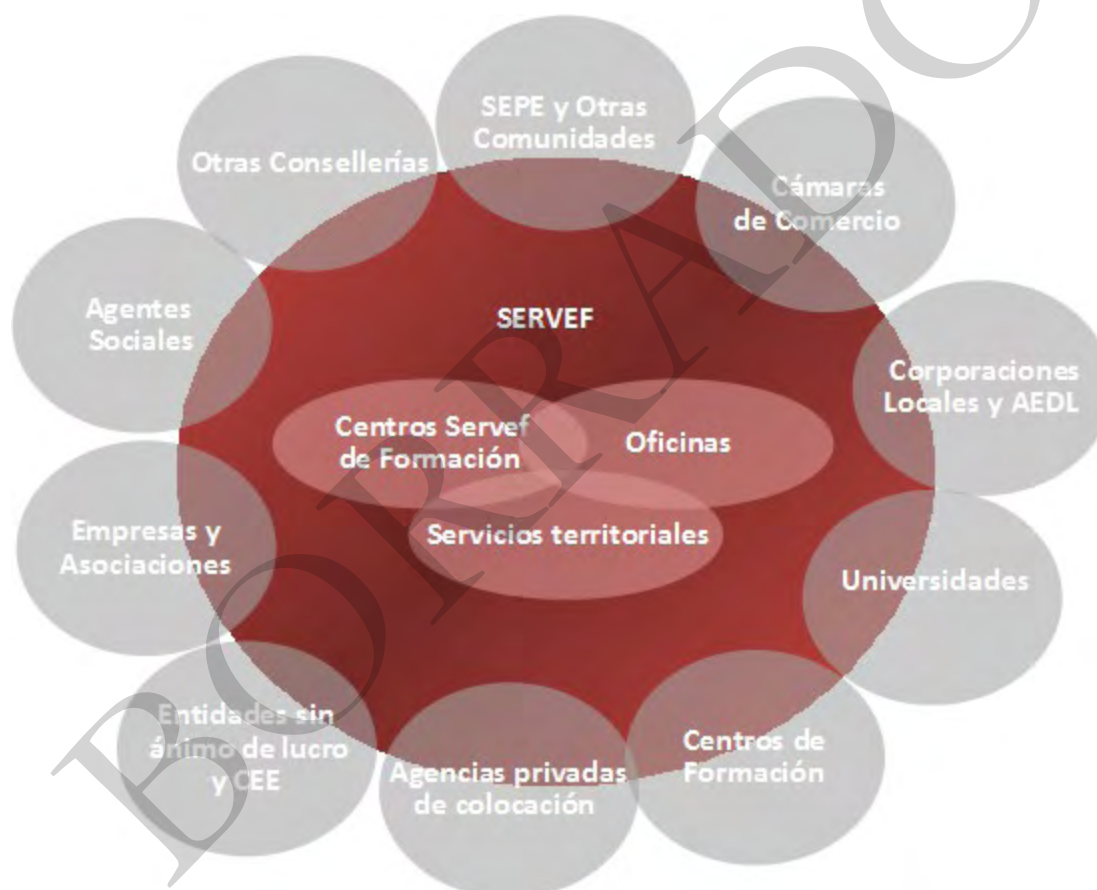 SEPE y Otras
Comunidades
Otras Consellerías
Cámaras
de Comercio
Agentes
Sociales
SERVEF
Corporaciones
Locales y AEDL
Centros Servef
de Formación
Oficinas
Servicios territoriales
Empresas y
Asociaciones
Universidades
Entidades sin
ánimo de lucro
y CEE
Agencias privadas
de colocación
Centros de
Formación
BORRADO